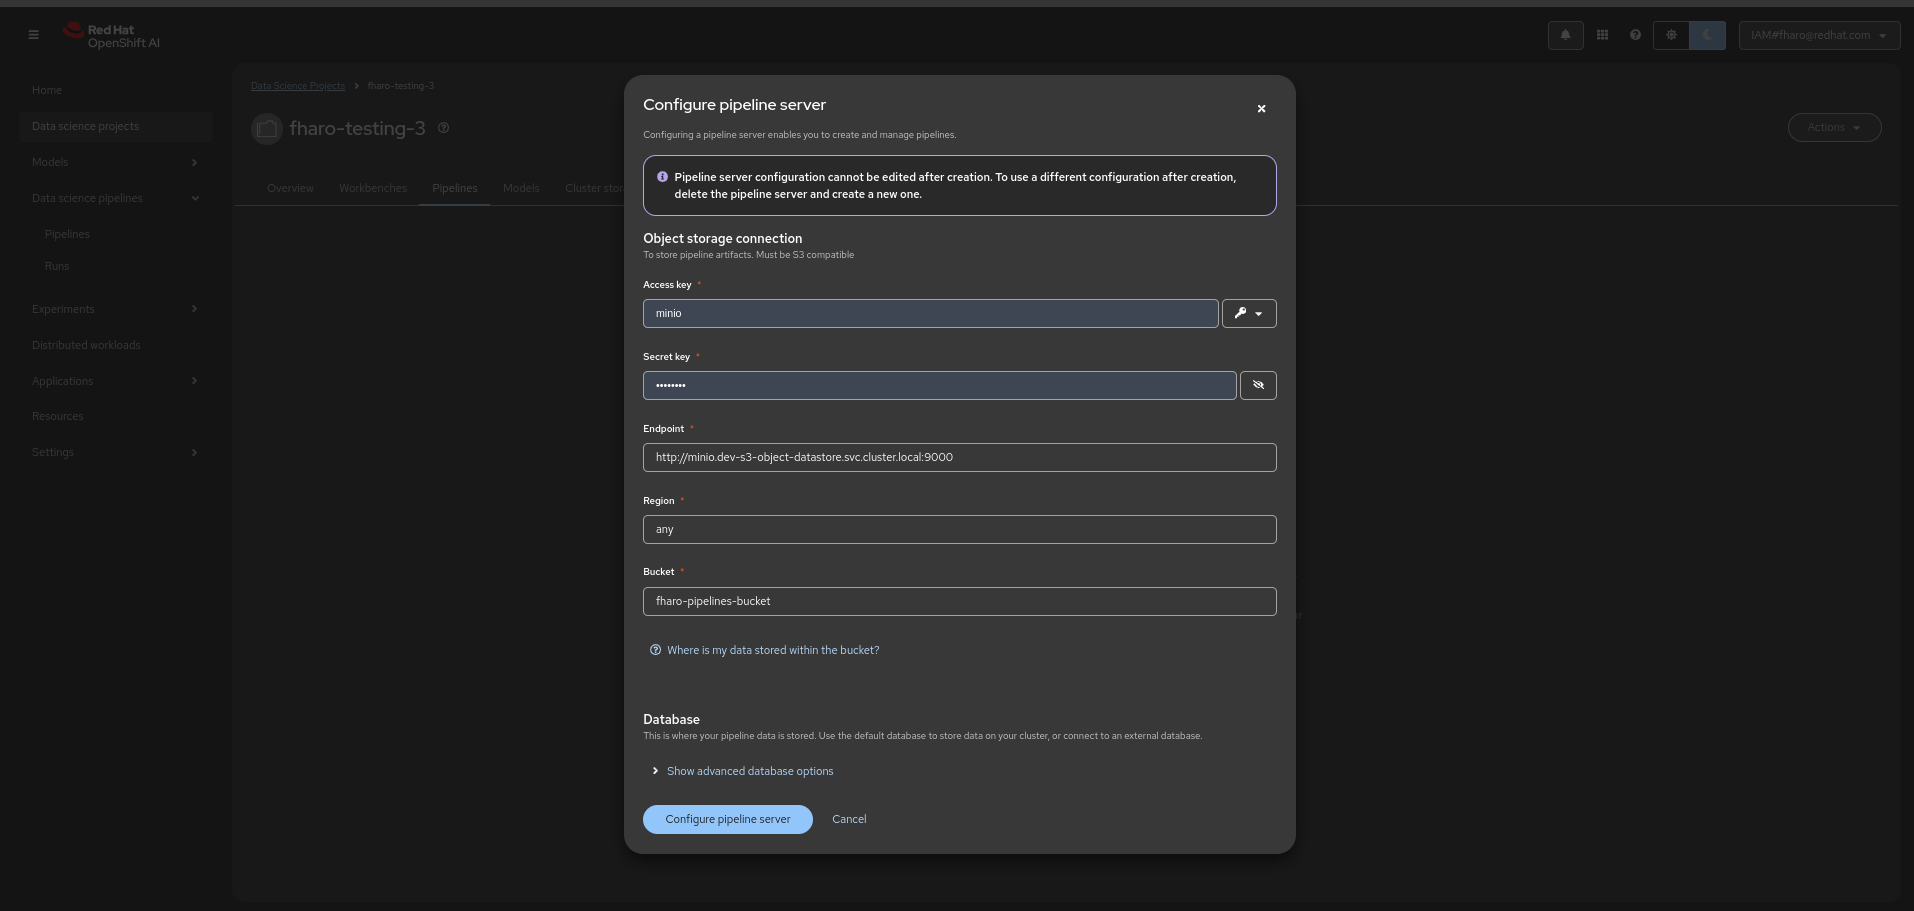 Red Hat
OpenShift AI
IAM#fharo@redhat.com
Home
Data science projects
Models
Data science pipelines
Pipelines
Runs
Experiments
Distributed workloads
Applications
Resources
Settings
Data Science Projects > fharo-testing-3
fharo-testing-3
Actions
Overview Workbenches Pipelines Models Cluster stor
Configure pipeline server
Configuring a pipeline server enables you to create and manage pipelines.
Pipeline server configuration cannot be edited after creation. To use a different configuration after creation,
delete the pipeline server and create a new one.
Object storage connection
To store pipeline artifacts. Must be S3 compatible
Access key *
minio
Secret key *
••••••••
Endpoint *
http://minio.dev-s3-object-datastore.svc.cluster.local:9000
Region *
any
Bucket *
fharo-pipelines-bucket
Where is my data stored within the bucket?
Database
This is where your pipeline data is stored. Use the default database to store data on your cluster, or connect to an external database.
Show advanced database options
Configure pipeline server Cancel